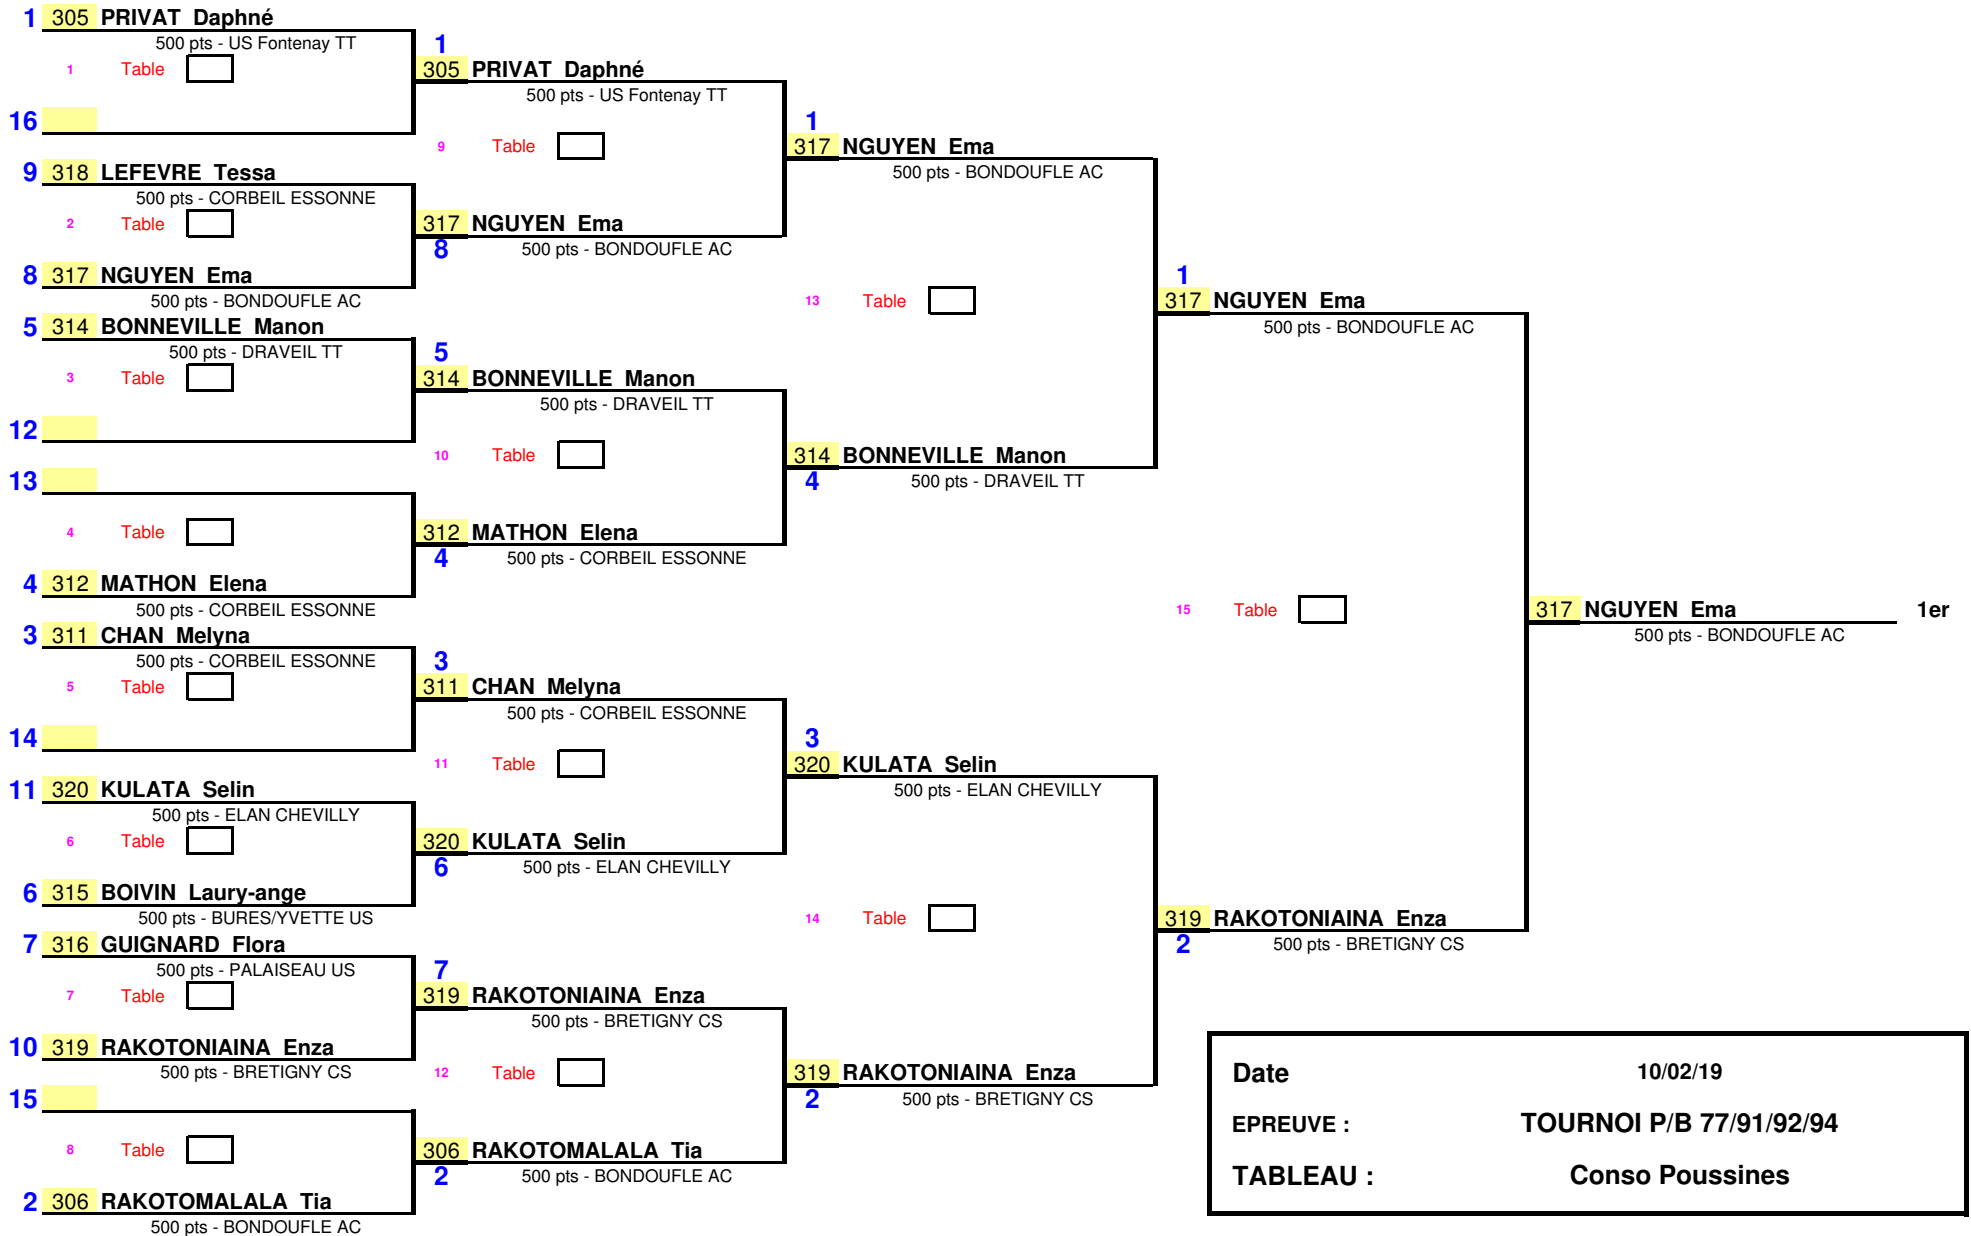 1 305 PRIVAT Daphné
500 pts - US Fontenay TT
1 Table
16
9 318 LEFEVRE Tessa
500 pts - CORBEIL ESSONNE
2 Table
8 317 NGUYEN Ema
500 pts - BONDOUFLE AC
5 314 BONNEVILLE Manon
500 pts - DRAVEIL TT
3 Table
12
13
4 Table
4 312 MATHON Elena
500 pts - CORBEIL ESSONNE
3 311 CHAN Melyna
500 pts - CORBEIL ESSONNE
5 Table
14
11 320 KULATA Selin
500 pts - ELAN CHEVILLY
6 Table
6 315 BOIVIN Laury-ange
500 pts - BURES/YVETTE US
7 316 GUIGNARD Flora
500 pts - PALAISEAU US
7 Table
10 319 RAKOTONIAINA Enza
500 pts - BRETIGNY CS
15
8 Table
2 306 RAKOTOMALALA Tia
500 pts - BONDOUFLE AC
1
305 PRIVAT Daphné
500 pts - US Fontenay TT
9 Table
317 NGUYEN Ema
8 500 pts - BONDOUFLE AC
5
314 BONNEVILLE Manon
500 pts - DRAVEIL TT
10 Table
312 MATHON Elena
4 500 pts - CORBEIL ESSONNE
3
311 CHAN Melyna
500 pts - CORBEIL ESSONNE
11 Table
320 KULATA Selin
6 500 pts - ELAN CHEVILLY
7
319 RAKOTONIAINA Enza
500 pts - BRETIGNY CS
12 Table
306 RAKOTOMALALA Tia
2 500 pts - BONDOUFLE AC
1
317 NGUYEN Ema
500 pts - BONDOUFLE AC
13 Table
314 BONNEVILLE Manon
4 500 pts - DRAVEIL TT
3
320 KULATA Selin
500 pts - ELAN CHEVILLY
14 Table
319 RAKOTONIAINA Enza
2 500 pts - BRETIGNY CS
1
317 NGUYEN Ema
500 pts - BONDOUFLE AC
15 Table
319 RAKOTONIAINA Enza
2 500 pts - BRETIGNY CS
317 NGUYEN Ema 1er
500 pts - BONDOUFLE AC
Date 10/02/19
EPREUVE : TOURNOI P/B 77/91/92/94
TABLEAU : Conso Poussines